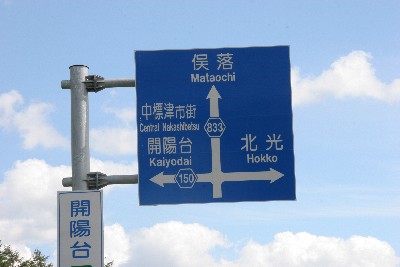 俣落
Mataochi
中標津市街
Central Nakashibetsu
833
開陽台
Kaiyodai
150
北光
Hokko
開陽台